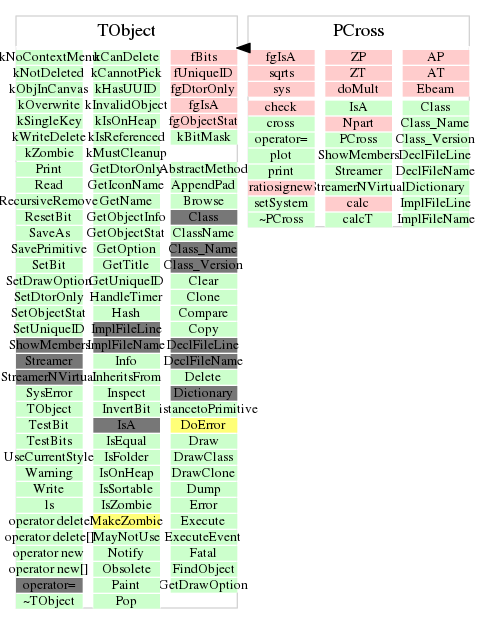 TObject
kNoContextMenu kCanDelete fBits
kNotDeleted kCannotPick fUniqueID
kObjInCanvas kHasUUID fgDtorOnly
kOverwrite kInvalidObject fgIsA
kSingleKey kIsOnHeap fgObjectStat
kWriteDelete kIsReferenced kBitMask
kZombie kMustCleanup
Print GetDtorOnly AbstractMethod
Read GetIconName AppendPad
RecursiveRemove GetName Browse
ResetBit GetObjectInfo Class
SaveAs GetObjectStat ClassName
SavePrimitive GetOption Class_Name
SetBit GetTitle Class_Version
SetDrawOption GetUniqueID Clear
SetDtorOnly HandleTimer Clone
SetObjectStat Hash Compare
SetUniqueID ImplFileLine Copy
ShowMembers ImplFileName DeclFileLine
Streamer Info DeclFileName
StreamerNVirtual InheritsFrom Delete
SysError Inspect Dictionary
TObject InvertBit istancetoPrimitive
TestBit IsA DoError
TestBits IsEqual Draw
UseCurrentStyle IsFolder DrawClass
Warning IsOnHeap DrawClone
Write IsSortable Dump
ls IsZombie Error
operator delete MakeZombie Execute
operator delete[] MayNotUse ExecuteEvent
operator new Notify Fatal
operator new[] Obsolete FindObject
operator= Paint GetDrawOption
~TObject Pop
PCross
fgIsA ZP AP
sqrts ZT AT
sys doMult Ebeam
check IsA Class
cross Npart Class_Name
operator= PCross Class_Version
plot ShowMembers DeclFileLine
print Streamer DeclFileName
ratiosignew StreamerNVirtual Dictionary
setSystem calc ImplFileLine
~PCross calcT ImplFileName